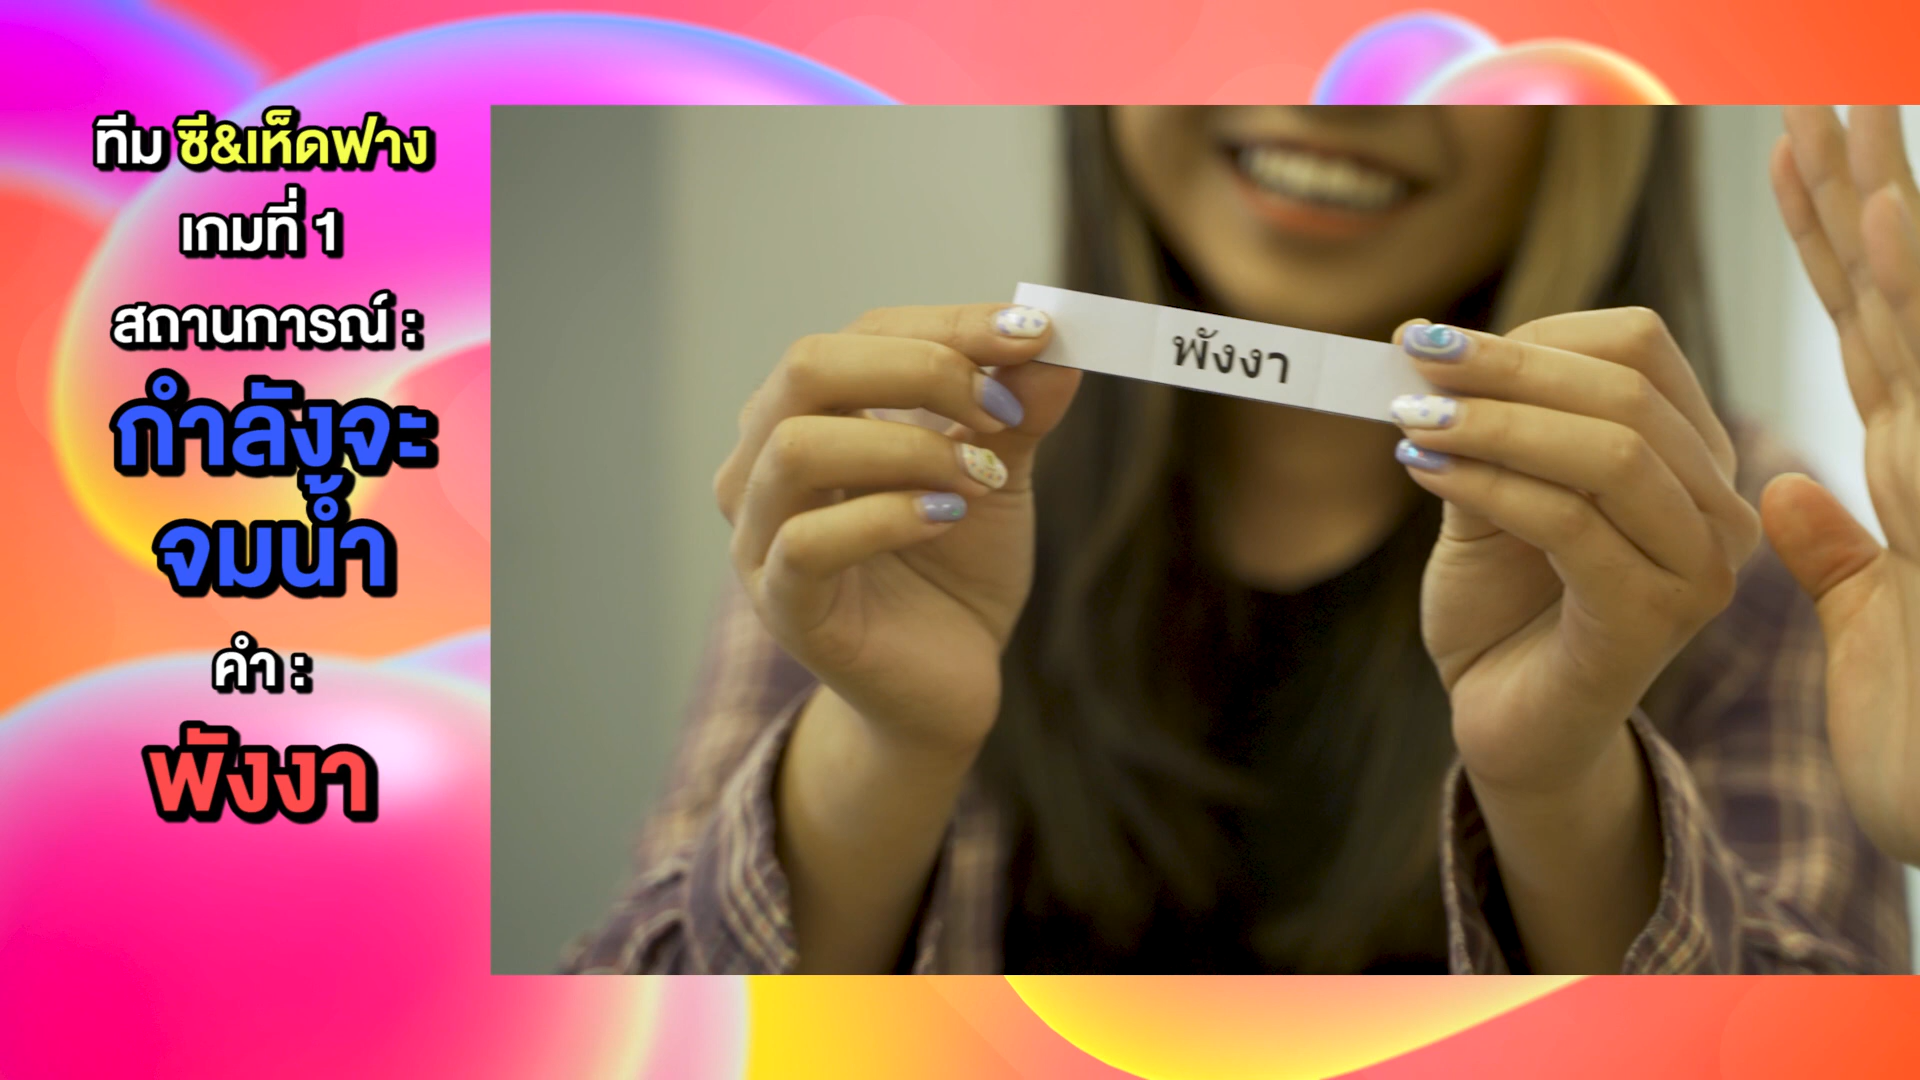 ทีม ซี&เห็ดฟาง
เกมที่ 1
สถานการณ์ :
กำลังจะ
จมน้ำ
คำ :
พังงา
พังงา